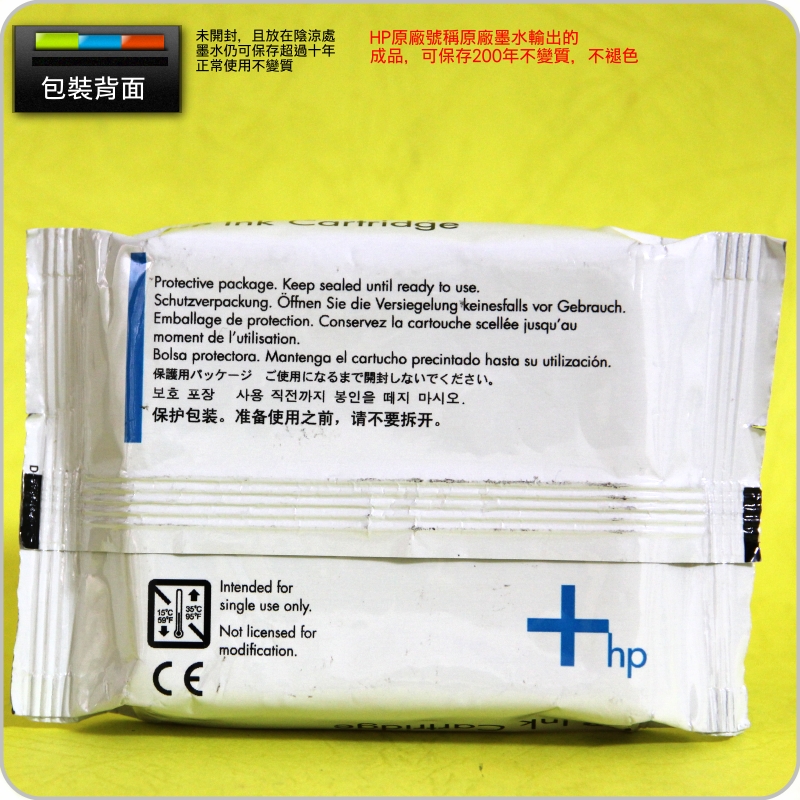 包裝背面
未開封，且放在陰涼處
墨水仍可保存超過十年
正常使用不變質
HP原廠號稱原廠墨水輸出的
成品，可保存200年不變質，不褪色
Ink Cartridge
Protective package. Keep sealed until ready to use.
Schutzverpackung. Öffnen Sie die Versiegelung keinesfalls vor Gebrauch.
Emballage de protection. Conservez la cartouche scellée jusqu'au
moment de l'utilisation.
Bolsa protectora. Mantenga el cartucho precintado hasta su utilización.
保護用パッケージ　ご使用になるまで開封しないでください。
보호 포장　사용 직전까지 봉인을 떼지 마시오.
保护包装。准备使用之前，请不要拆开。
Intended for
single use only.
Not licensed for
modification.
15°C
59°F
35°C
95°F
CE
hp
Ink Cartridge